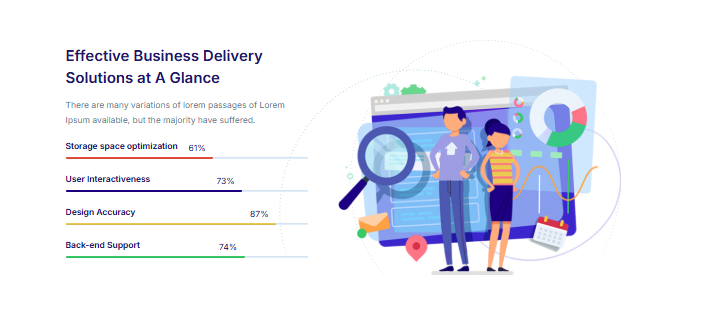 Effective Business Delivery
Solutions at A Glance
There are many variations of lorem passages of Lorem
Ipsum available, but the majority have suffered.
Storage space optimization 61%
User Interactiveness 73%
Design Accuracy 87%
Back-end Support 74%